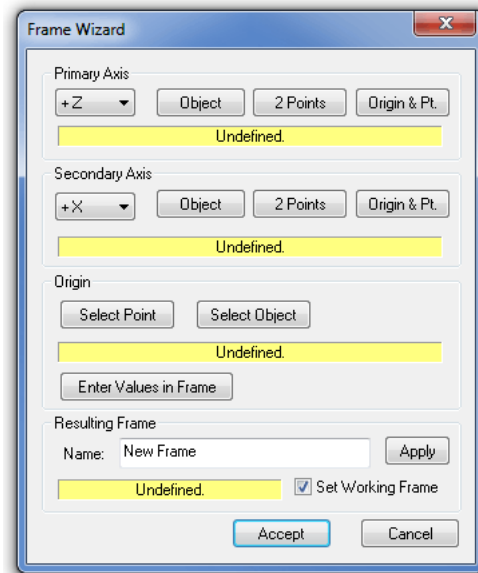 Frame Wizard
Primary Axis
+Z Object 2 Points Origin & Pt.
Undefined.
Secondary Axis
+X Object 2 Points Origin & Pt.
Undefined.
Origin
Select Point Select Object
Undefined.
Enter Values in Frame
Resulting Frame
Name: New Frame Apply
Undefined. Set Working Frame
Accept Cancel